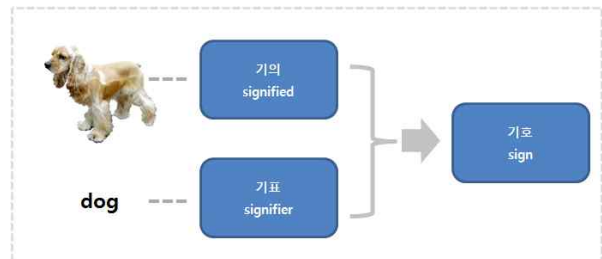 기의
signified
기호
sign
dog
기표
signifier